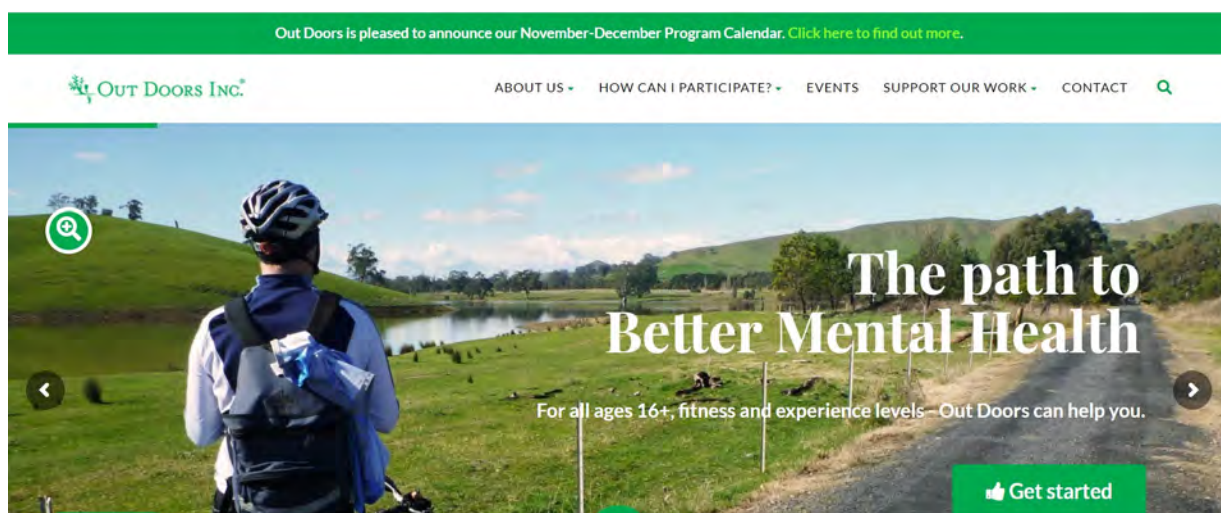 Out Doors is pleased to announce our November-December Program Calendar. Click here to find out more.
OUT DOORS INC.®
ABOUT US HOW CAN I PARTICIPATE? EVENTS SUPPORT OUR WORK CONTACT
The path to
Better Mental Health
For all ages 16+, fitness and experience levels - Out Doors can help you.
Get started